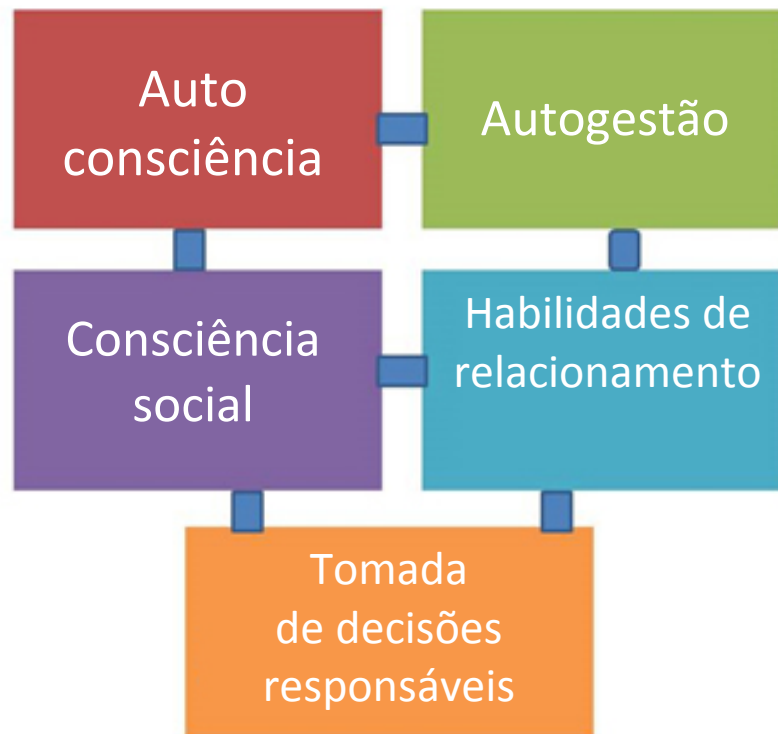 Auto
consciência
Autogestão
Consciência
social
Habilidades de
relacionamento
Tomada
de decisões
responsáveis